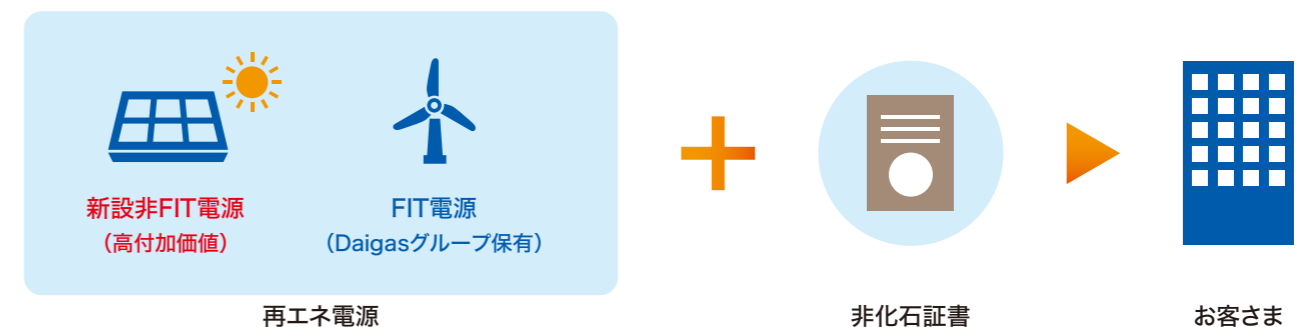 新設非FIT電源
（高付加価値）
FIT電源
（Daigasグループ保有）
再エネ電源
非化石証書
お客さま